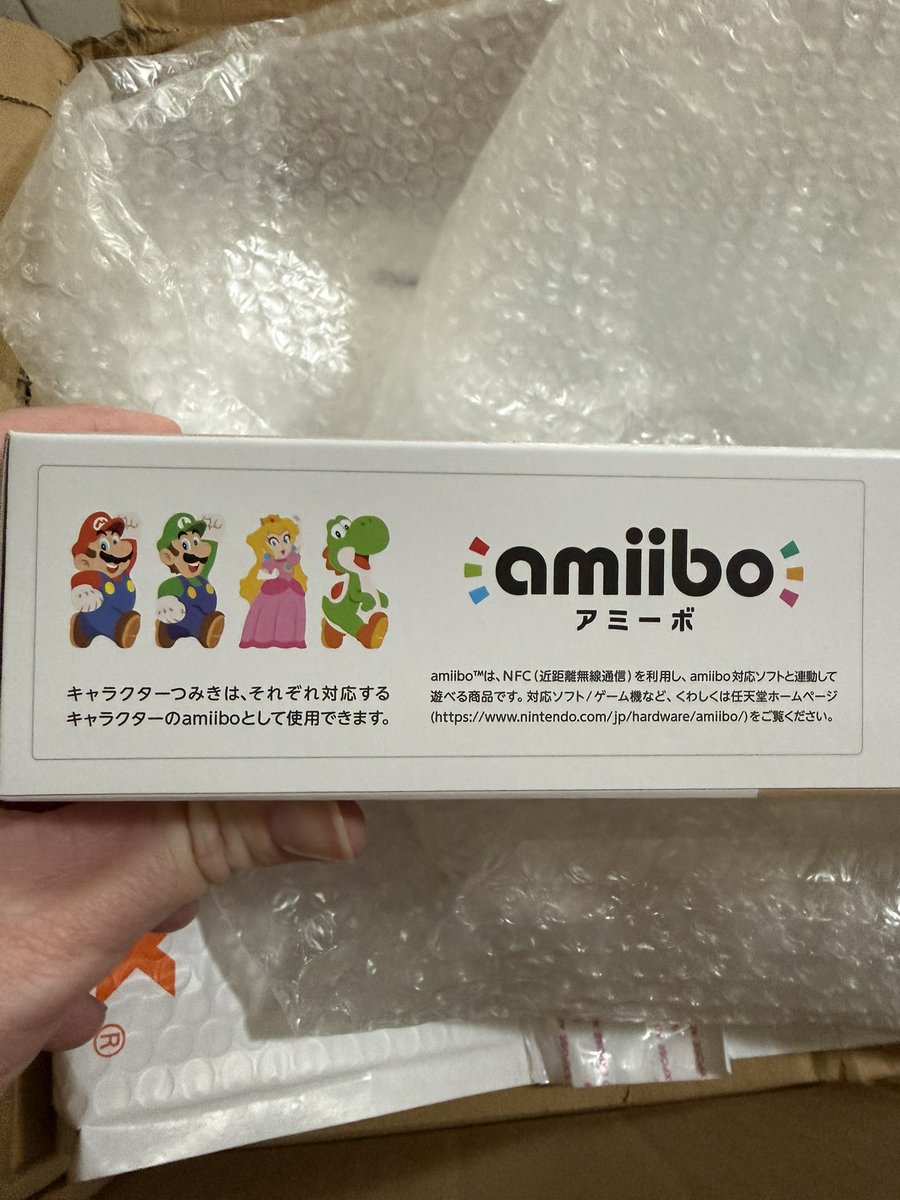 amiibo
アミーボ
キャラクターつみきは、それぞれ対応する
キャラクターのamiiboとして使用できます。
amiibo™は、NFC(近距離無線通信)を利用し、amiibo対応ソフトと連動して
遊べる商品です。対応ソフト/ゲーム機など、くわしくは任天堂ホームページ
(https://www.nintendo.com/jp/hardware/amiibo/)をご覧ください。
®